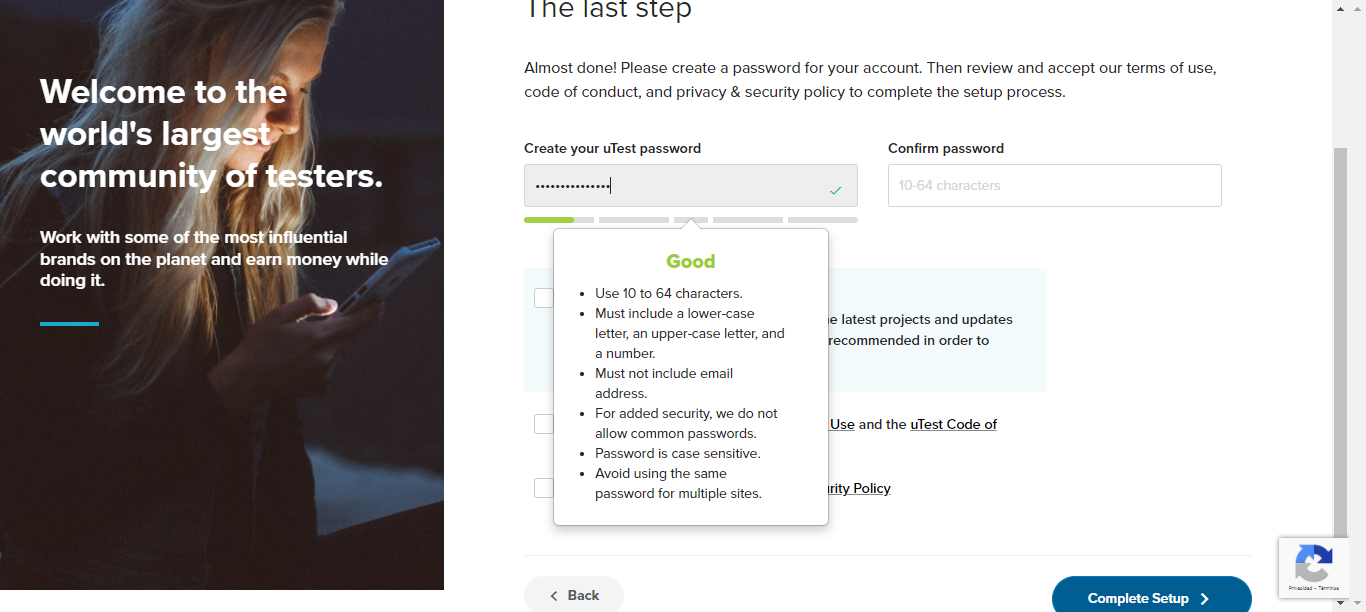 The last step
Welcome to the
world's largest
community of testers.
Work with some of the most influential
brands on the planet and earn money while
doing it.
Almost done! Please create a password for your account. Then review and accept our terms of use,
code of conduct, and privacy & security policy to complete the setup process.
Create your uTest password
Confirm password
•••••••••••••••
10-64 characters
Good
• Use 10 to 64 characters.
• Must include a lower-case
letter, an upper-case letter, and
a number.
• Must not include email
address.
• For added security, we do not
allow common passwords.
• Password is case sensitive.
• Avoid using the same
password for multiple sites.
latest projects and updates
recommended in order to
Use and the uTest Code of
Policy
Back
Complete Setup
Privacidad - Términos